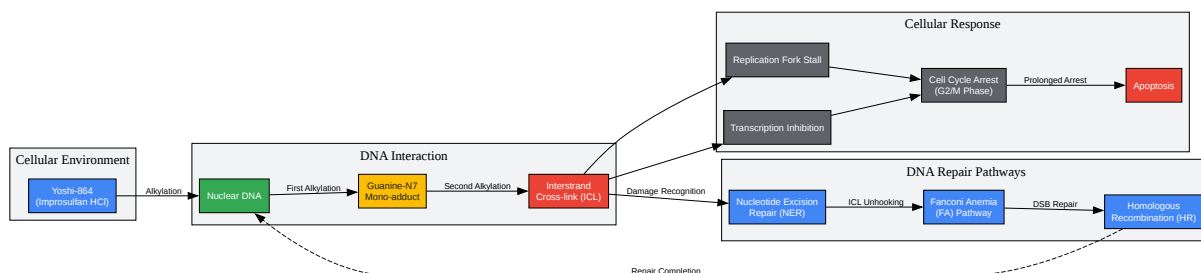 Cellular Environment
Yoshi-864
(Improsulfan HCl)
Alkylation
DNA Interaction
Nuclear DNA
First Alkylation
Guanine-N7
Mono-adduct
Second Alkylation
Interstrand
Cross-link (ICL)
Cellular Response
Replication Fork Stall
Transcription Inhibition
Cell Cycle Arrest
(G2/M Phase)
Prolonged Arrest
Apoptosis
Damage Recognition
DNA Repair Pathways
Nucleotide Excision
Repair (NER)
ICL Unhooking
Fanconi Anemia
(FA) Pathway
DSB Repair
Homologous
Recombination (HR)
Repair Completion